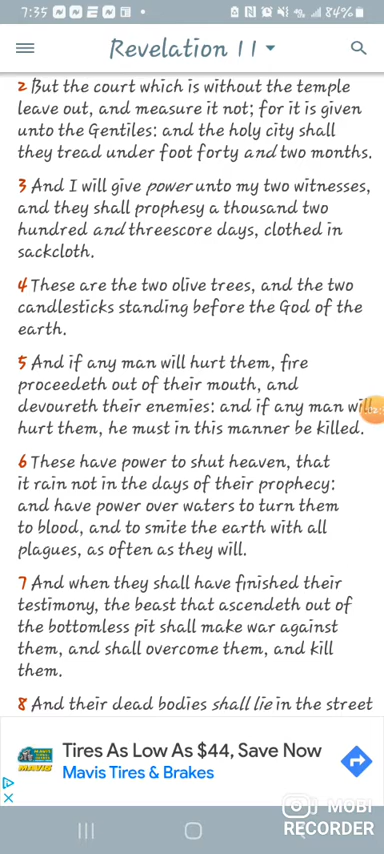 7:35 84%
Revelation 11
2 But the court which is without the temple
leave out, and measure it not; for it is given
unto the Gentiles: and the holy city shall
they tread under foot forty and two months.
3 And I will give power unto my two witnesses,
and they shall prophesy a thousand two
hundred and threescore days, clothed in
sackcloth.
4 These are the two olive trees, and the two
candlesticks standing before the God of the
earth.
5 And if any man will hurt them, fire
proceedeth out of their mouth, and
devoureth their enemies: and if any man will
hurt them, he must in this manner be killed.
6 These have power to shut heaven, that
it rain not in the days of their prophecy:
and have power over waters to turn them
to blood, and to smite the earth with all
plagues, as often as they will.
7 And when they shall have finished their
testimony, the beast that ascendeth out of
the bottomless pit shall make war against
them, and shall overcome them, and kill
them.
8 And their dead bodies shall lie in the street
MAVIS
Tires As Low As $44, Save Now
Mavis Tires & Brakes
MOBI
RECORDER